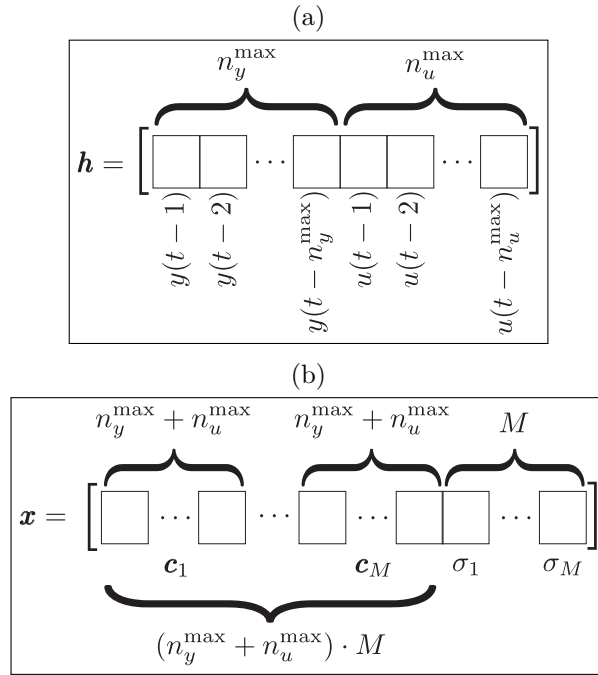 (a)
n_y^max n_u^max
h = [ ··· ··· ]
y(t − 1) y(t − 2) y(t − n_y^max) u(t − 1) u(t − 2) u(t − n_u^max)
(b)
n_y^max + n_u^max n_y^max + n_u^max M
x = [ ··· ··· ··· ··· ]
c_1 c_M σ_1 σ_M
(n_y^max + n_u^max) · M